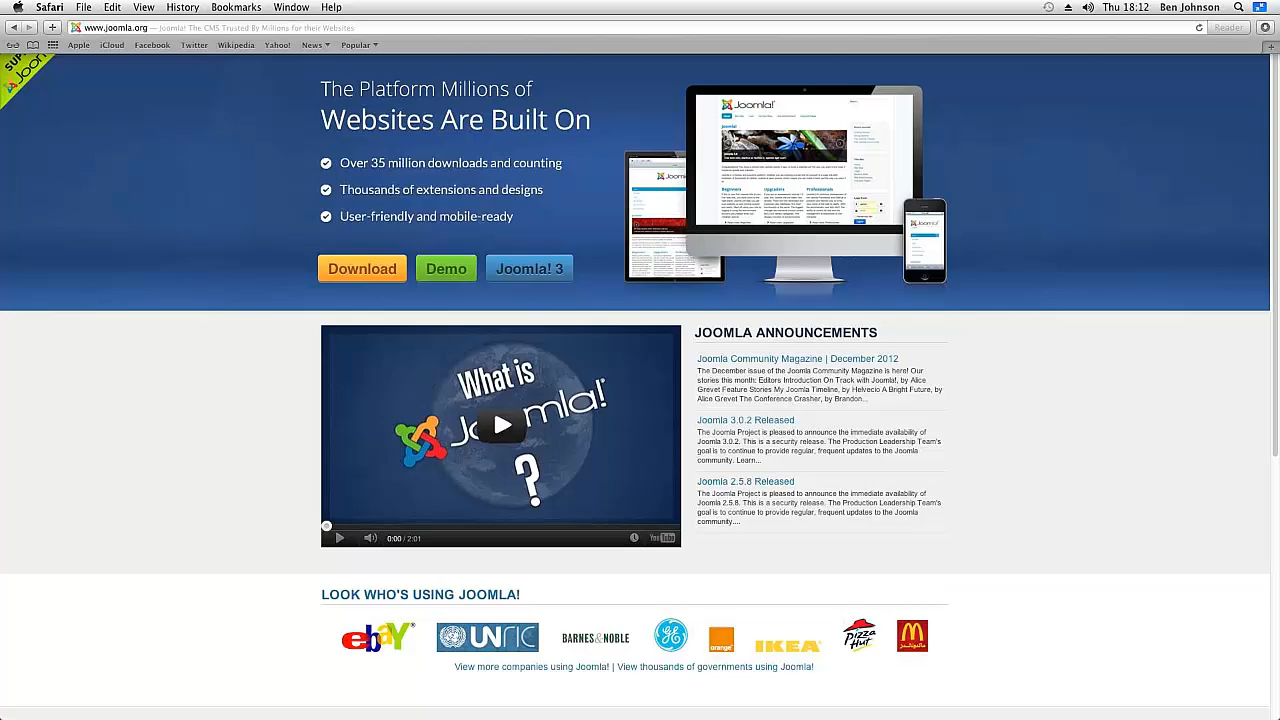 Safari File Edit View History Bookmarks Window Help
Thu 18:12 Ben Johnson
www.joomla.org — Joomla! The CMS Trusted By Millions for their Websites
Reader
Apple iCloud Facebook Twitter Wikipedia Yahoo! News Popular
The Platform Millions of
Websites Are Built On
Over 35 million downloads and counting
Thousands of extensions and designs
User-friendly and mobile-ready
Download Demo Joomla!
Joomla!
Beginners Upgraders Professionals
What is
Joomla!
?
0:00 / 2:01
YouTube
JOOMLA ANNOUNCEMENTS
Joomla Community Magazine | December 2012
The December issue of the Joomla Community Magazine is here! Our
stories this month: Editors Introduction On Track with Joomla!, by Alice
Grevet Feature Stories My Joomla Timeline, by Helvecio A Bright Future, by
Alice Grevet The Conference Crasher, by Brandon...
Joomla 3.0.2 Released
The Joomla Project is pleased to announce the immediate availability of
Joomla 3.0.2. This is a security release. The Production Leadership Team's
goal is to continue to provide regular, frequent updates to the Joomla
community. Learn...
Joomla 2.5.8 Released
The Joomla Project is pleased to announce the immediate availability of
Joomla 2.5.8. This is a security release. The Production Leadership Team's
goal is to continue to provide regular, frequent updates to the Joomla
community....
LOOK WHO'S USING JOOMLA!
ebaY UNRIC BARNES&NOBLE GE orange IKEA Pizza Hut ماكدونالدز
View more companies using Joomla! | View thousands of governments using Joomla!